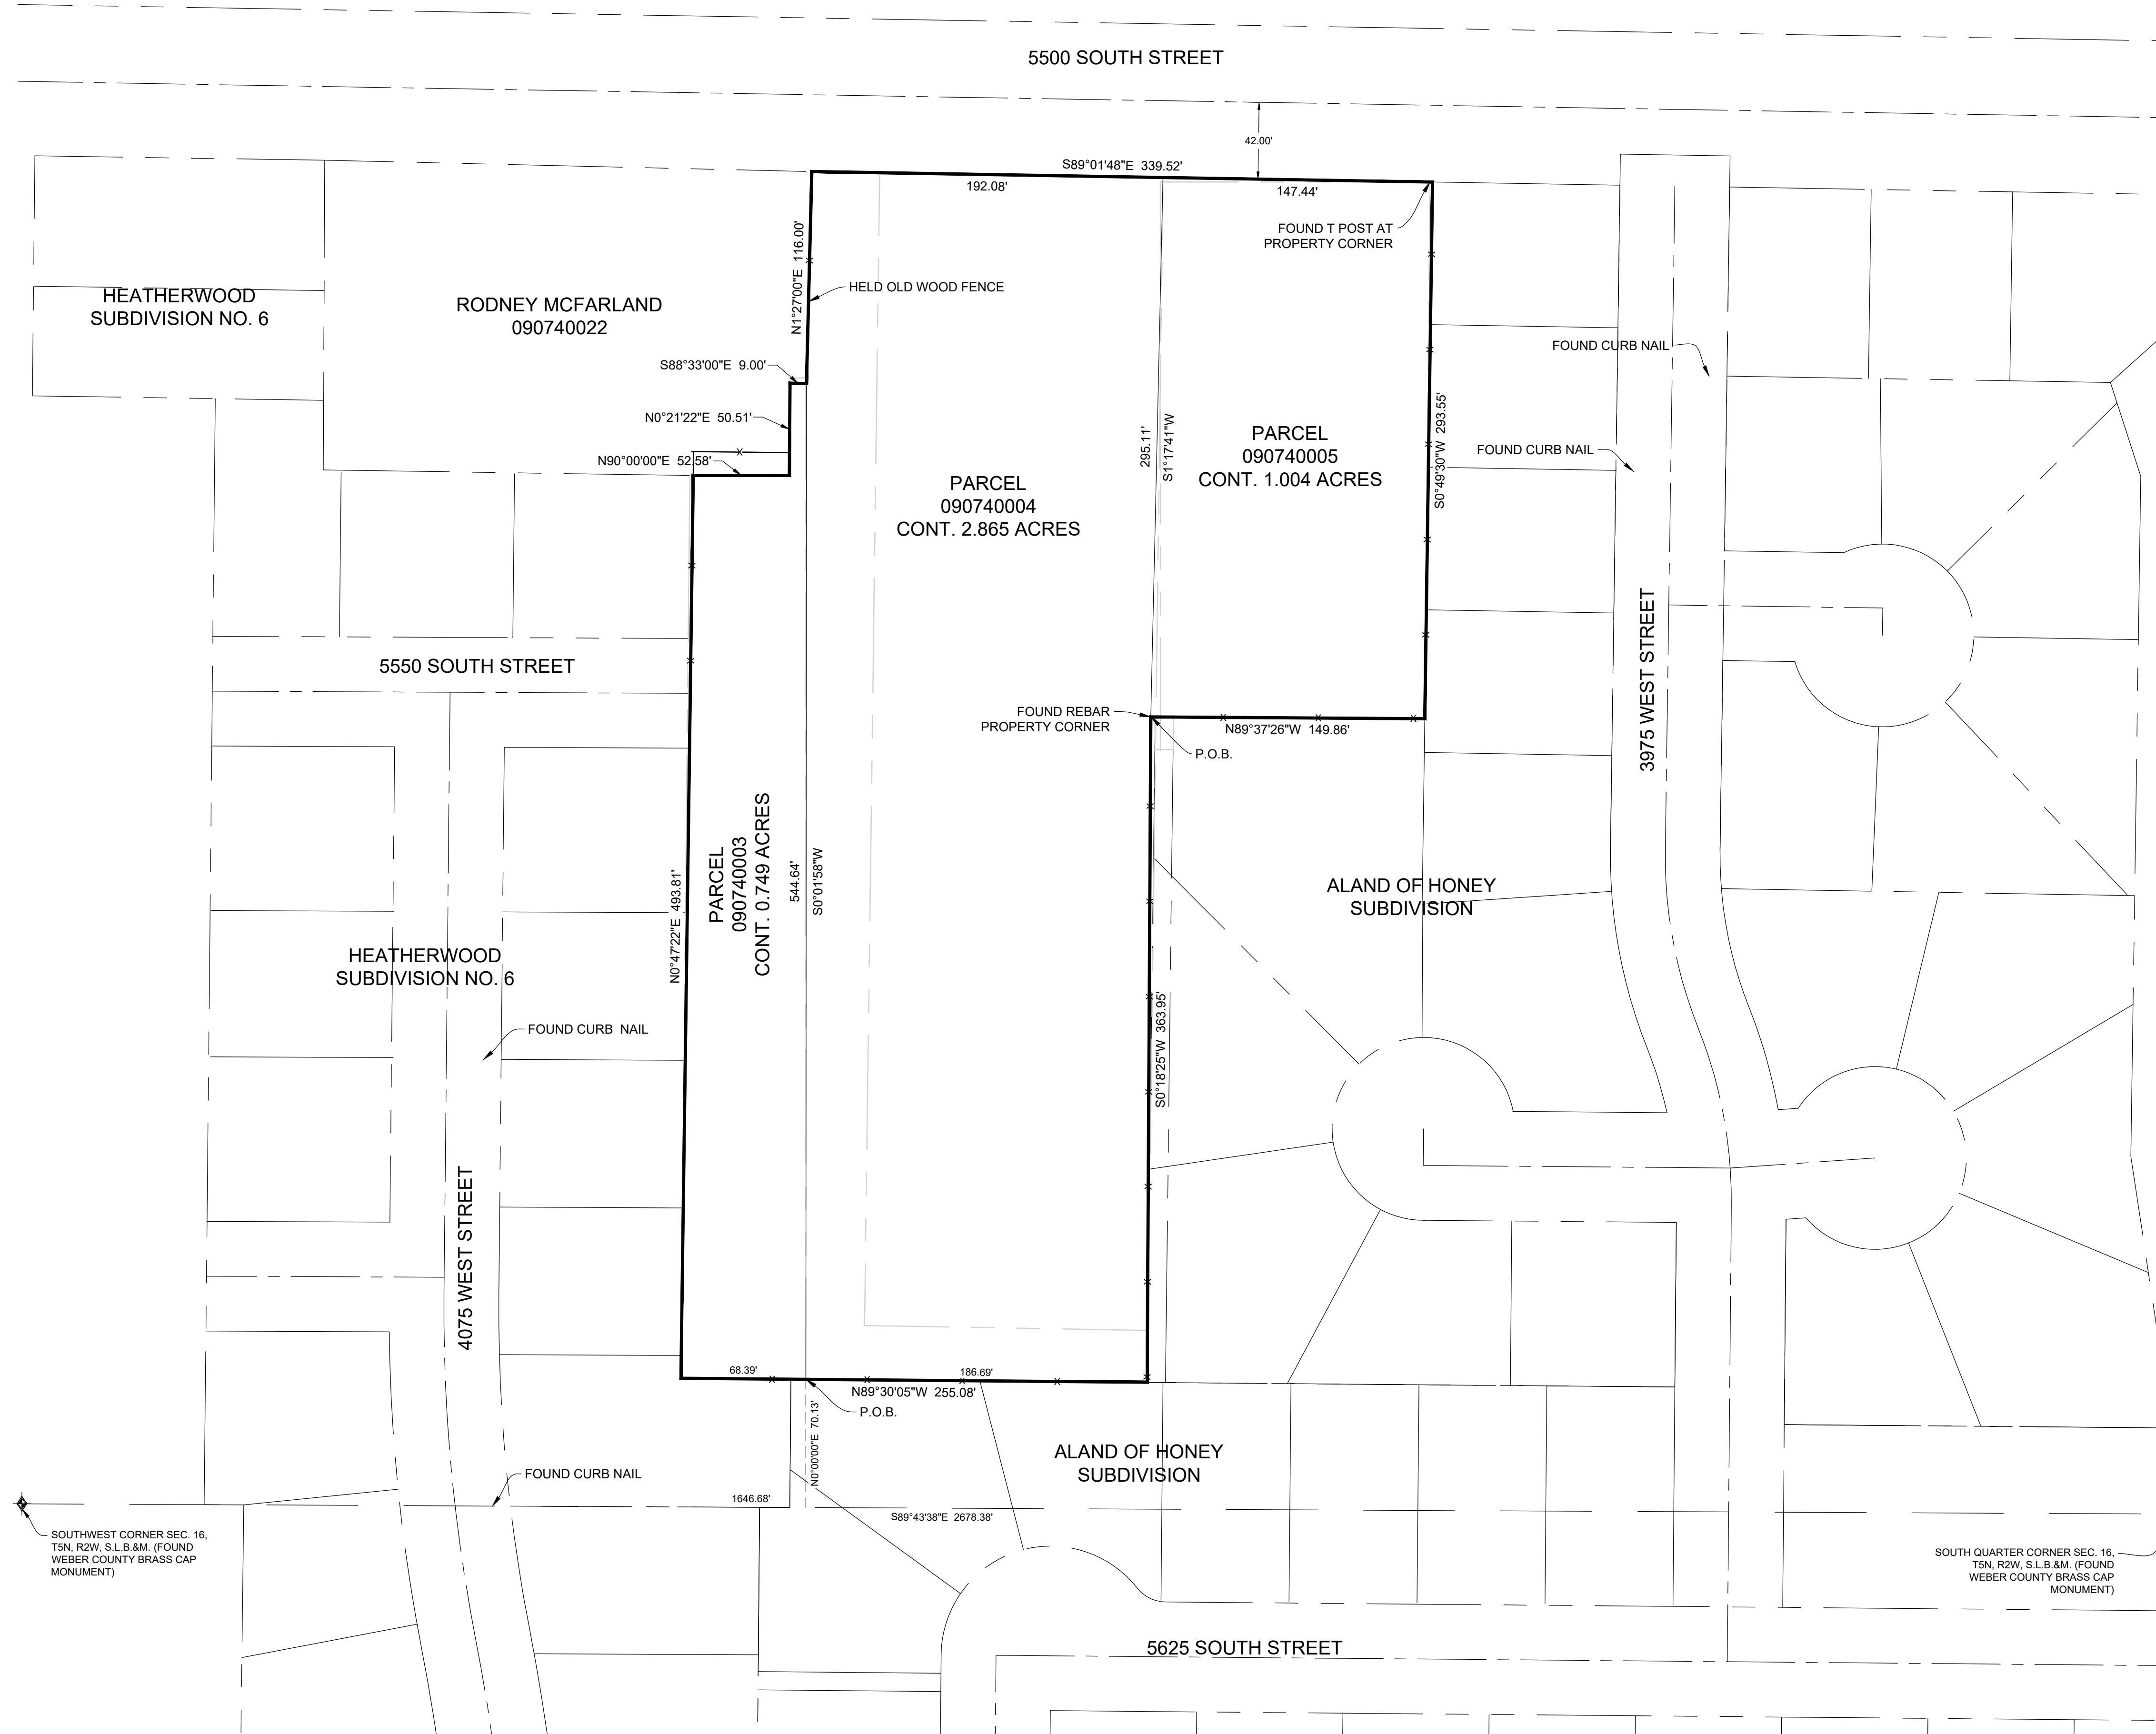 5500 SOUTH STREET
42.00'
S89°01'48"E 339.52'
192.08'
147.44'
FOUND T POST AT
PROPERTY CORNER
N1°27'00"E 116.00'
HELD OLD WOOD FENCE
HEATHERWOOD
SUBDIVISION NO. 6
RODNEY MCFARLAND
090740022
S88°33'00"E 9.00'
N0°21'22"E 50.51'
N90°00'00"E 52.58'
295.11'
S1°17'41"W
PARCEL
090740005
CONT. 1.004 ACRES
S0°49'30"W 293.55'
FOUND CURB NAIL
FOUND CURB NAIL
PARCEL
090740004
CONT. 2.865 ACRES
5550 SOUTH STREET
3975 WEST STREET
FOUND REBAR
PROPERTY CORNER
N89°37'26"W 149.86'
P.O.B.
PARCEL
090740003
CONT. 0.749 ACRES
544.64'
S0°01'58"W
N0°47'22"E 493.81'
ALAND OF HONEY
SUBDIVISION
HEATHERWOOD
SUBDIVISION NO. 6
FOUND CURB NAIL
S0°18'25"W 363.95'
4075 WEST STREET
68.39'
186.69'
N89°30'05"W 255.08'
P.O.B.
N0°00'00"E 70.13'
ALAND OF HONEY
SUBDIVISION
FOUND CURB NAIL
1646.68'
S89°43'38"E 2678.38'
SOUTHWEST CORNER SEC. 16,
T5N, R2W, S.L.B.&M. (FOUND
WEBER COUNTY BRASS CAP
MONUMENT)
SOUTH QUARTER CORNER SEC. 16,
T5N, R2W, S.L.B.&M. (FOUND
WEBER COUNTY BRASS CAP
MONUMENT)
5625 SOUTH STREET